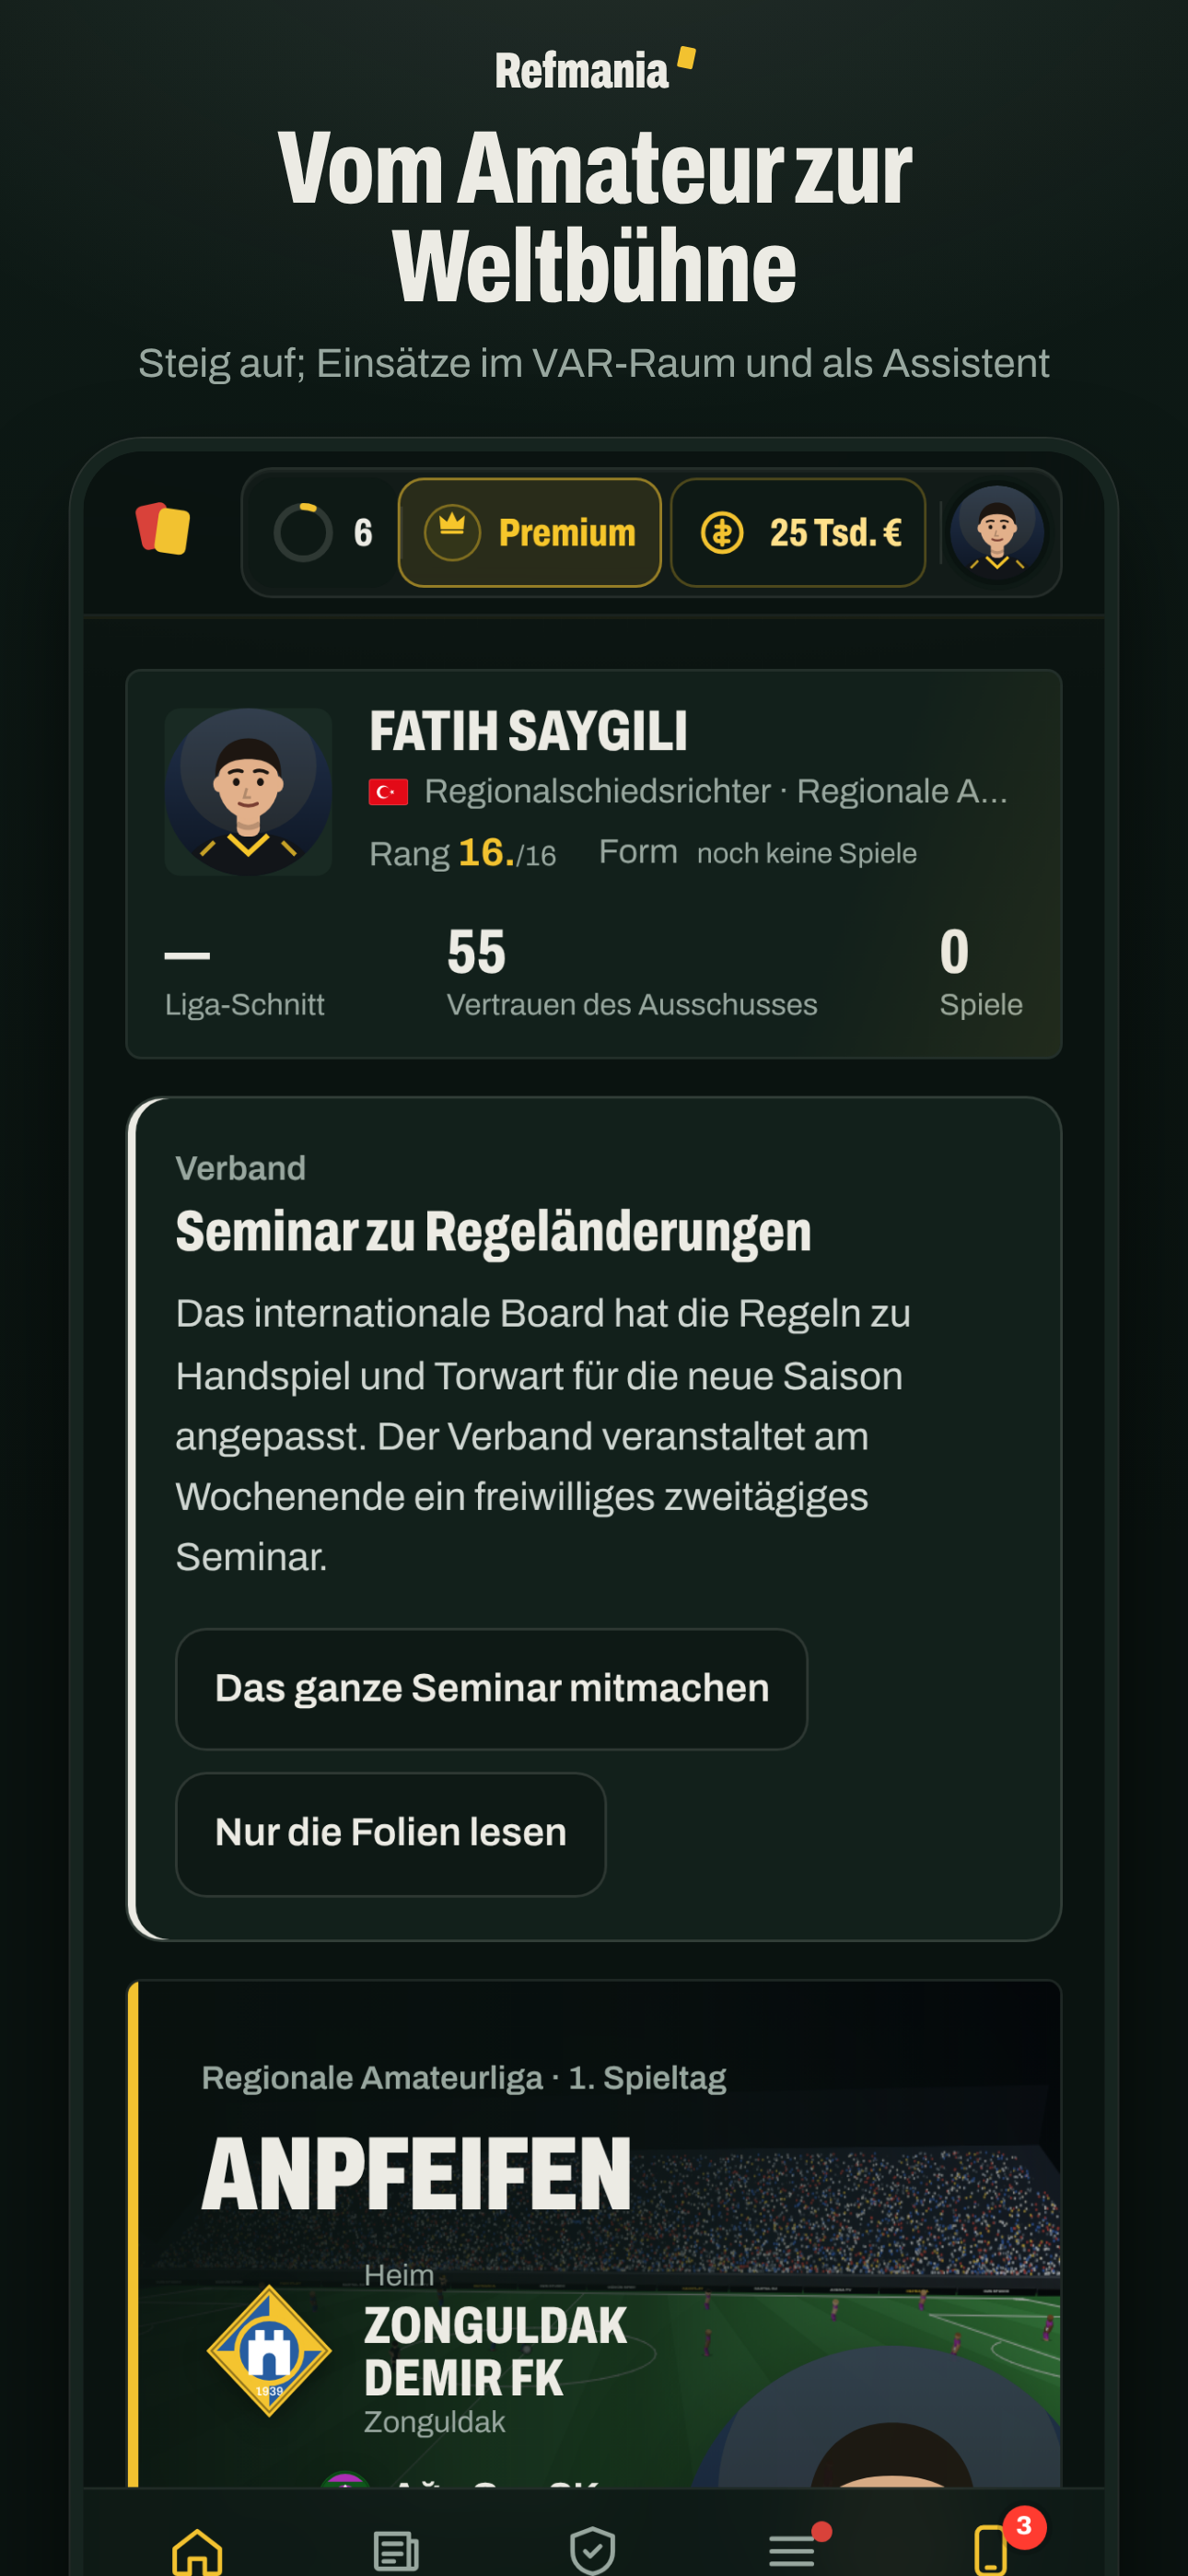 Refmania
Vom Amateur zur
Weltbühne
Steig auf; Einsätze im VAR-Raum und als Assistent
6
Premium
25 Tsd. €
FATIH SAYGILI
Regionalschiedsrichter · Regionale A...
Rang 16./16
Form noch keine Spiele
—
55
0
Liga-Schnitt
Vertrauen des Ausschusses
Spiele
Verband
Seminar zu Regeländerungen
Das internationale Board hat die Regeln zu
Handspiel und Torwart für die neue Saison
angepasst. Der Verband veranstaltet am
Wochenende ein freiwilliges zweitägiges
Seminar.
Das ganze Seminar mitmachen
Nur die Folien lesen
Regionale Amateurliga · 1. Spieltag
ANPFEIFEN
Heim
ZONGULDAK
DEMIR FK
1939
Zonguldak
3